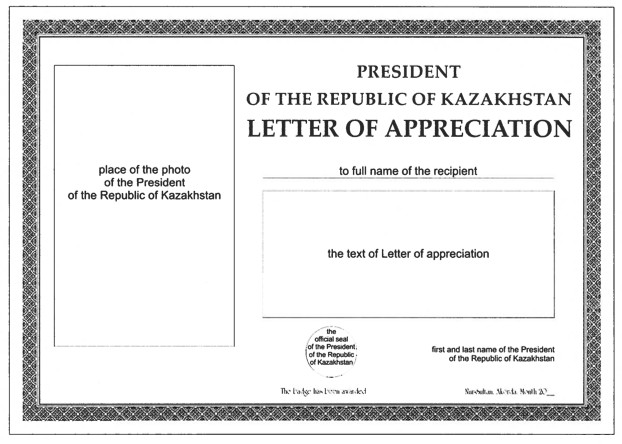 PRESIDENT
OF THE REPUBLIC OF KAZAKHSTAN
LETTER OF APPRECIATION
place of the photo
of the President
of the Republic of Kazakhstan
to full name of the recipient
the text of Letter of appreciation
the
official seal
of the President,
of the Republic
of Kazakhstan
first and last name of the President
of the Republic of Kazakhstan
The Badge has been awarded
Nur-Sultan, Akorda, Month 20__